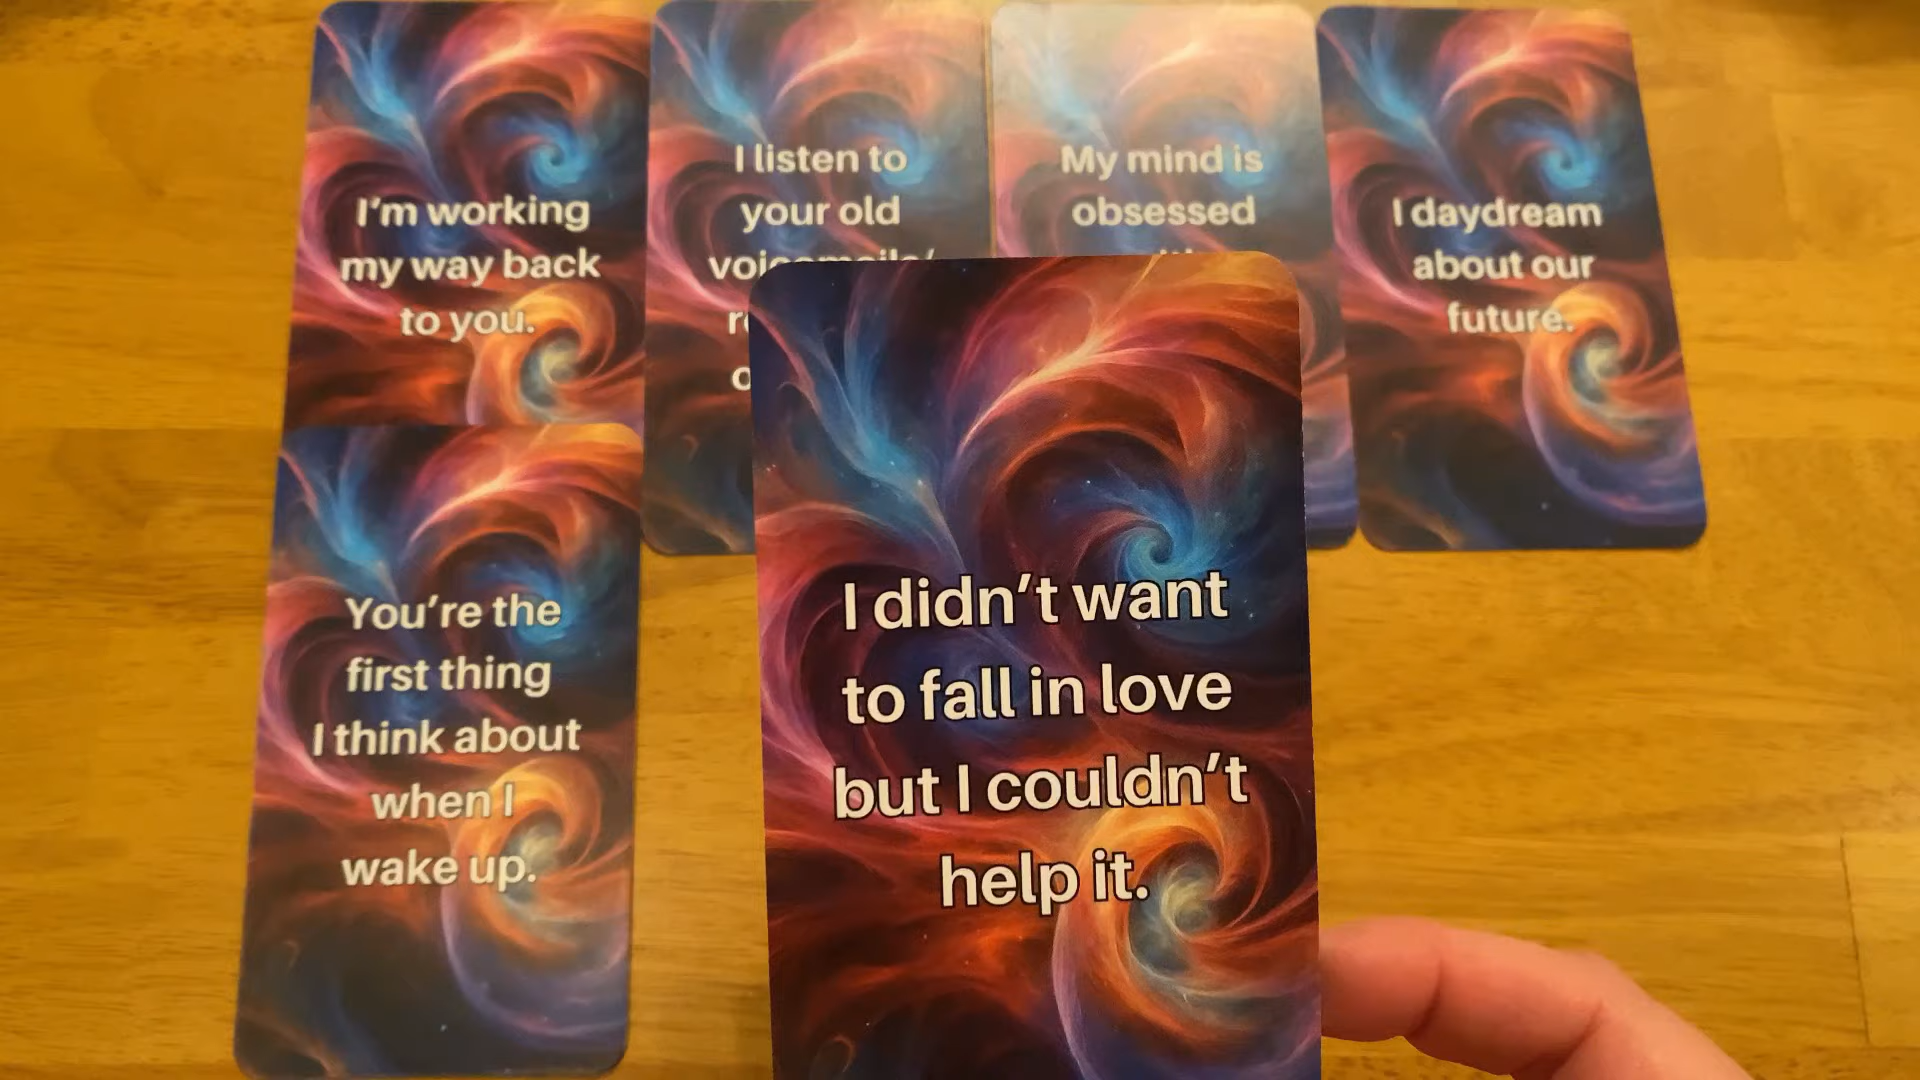 I'm working
my way back
to you.
I listen to
your old
voicemails/
My mind is
obsessed
I daydream
about our
future.
You're the
first thing
I think about
when I
wake up.
I didn't want
to fall in love
but I couldn't
help it.